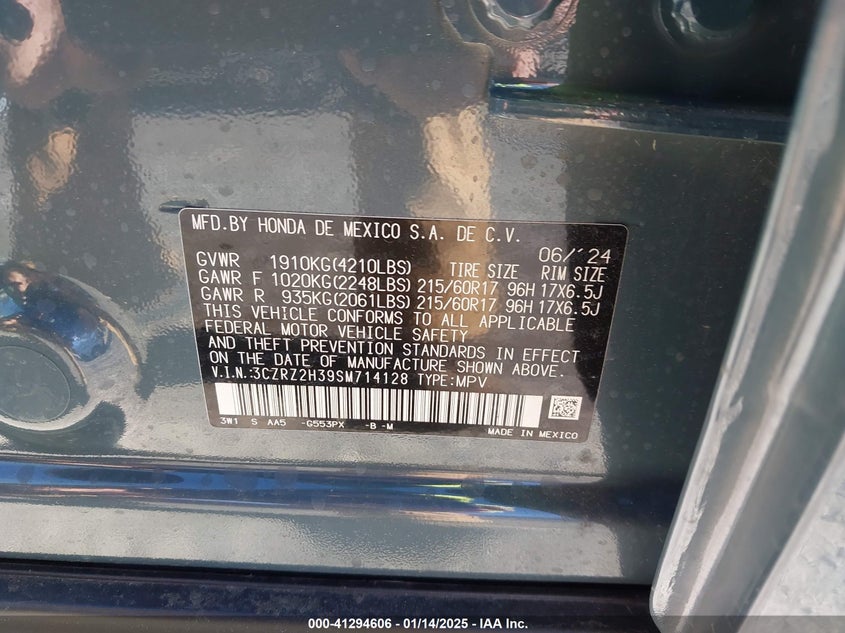 MFD.BY HONDA DE MEXICO S.A. DE C.V.
06/'24
GVWR 1910KG(4210LBS) TIRE SIZE RIM SIZE
GAWR F 1020KG(2248LBS) 215/60R17 96H 17X6.5J
GAWR R 935KG(2061LBS) 215/60R17 96H 17X6.5J
THIS VEHICLE CONFORMS TO ALL APPLICABLE
FEDERAL MOTOR VEHICLE SAFETY
AND THEFT PREVENTION STANDARDS IN EFFECT
ON THE DATE OF MANUFACTURE SHOWN ABOVE.
V.I.N.:3CZRZ2H39SM714128 TYPE:MPV
3W1 S AA5 -G553PX -B -M
MADE IN MEXICO
000-41294606 - 01/14/2025 - IAA Inc.